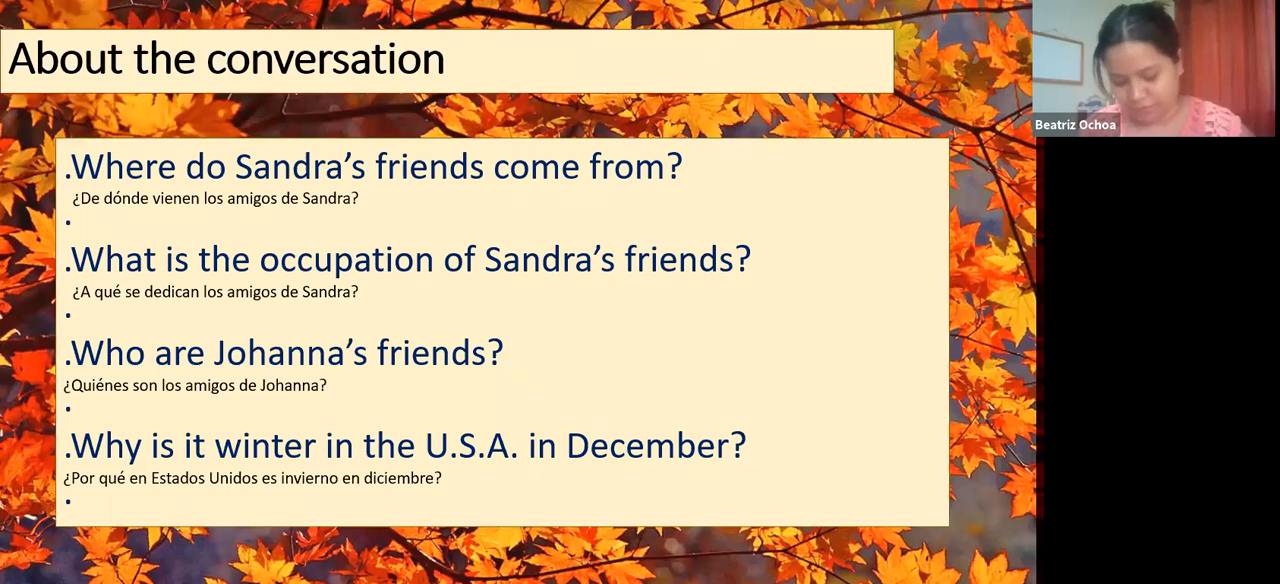 About the conversation
.Where do Sandra’s friends come from?
¿De dónde vienen los amigos de Sandra?
.What is the occupation of Sandra’s friends?
¿A qué se dedican los amigos de Sandra?
.Who are Johanna’s friends?
¿Quiénes son los amigos de Johanna?
.Why is it winter in the U.S.A. in December?
¿Por qué en Estados Unidos es invierno en diciembre?
Beatriz Ochoa